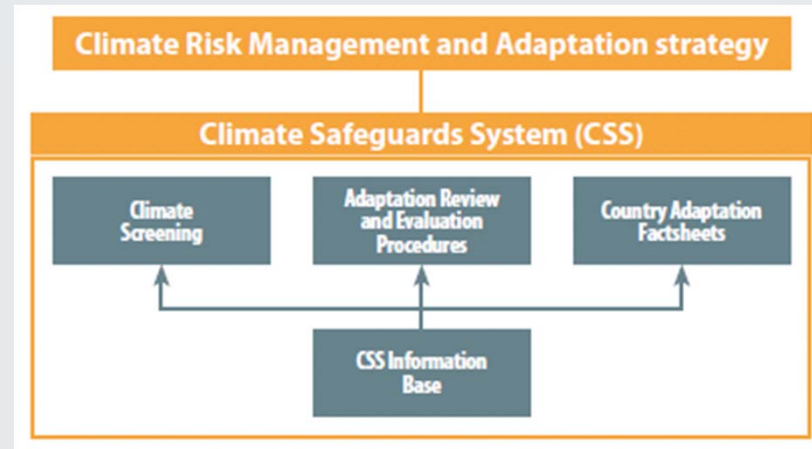 Climate Risk Management and Adaptation strategy
Climate Safeguards System (CSS)
Climate
Screening
Adaptation Review
and Evaluation
Procedures
Country Adaptation
Factsheets
CSS Information
Base